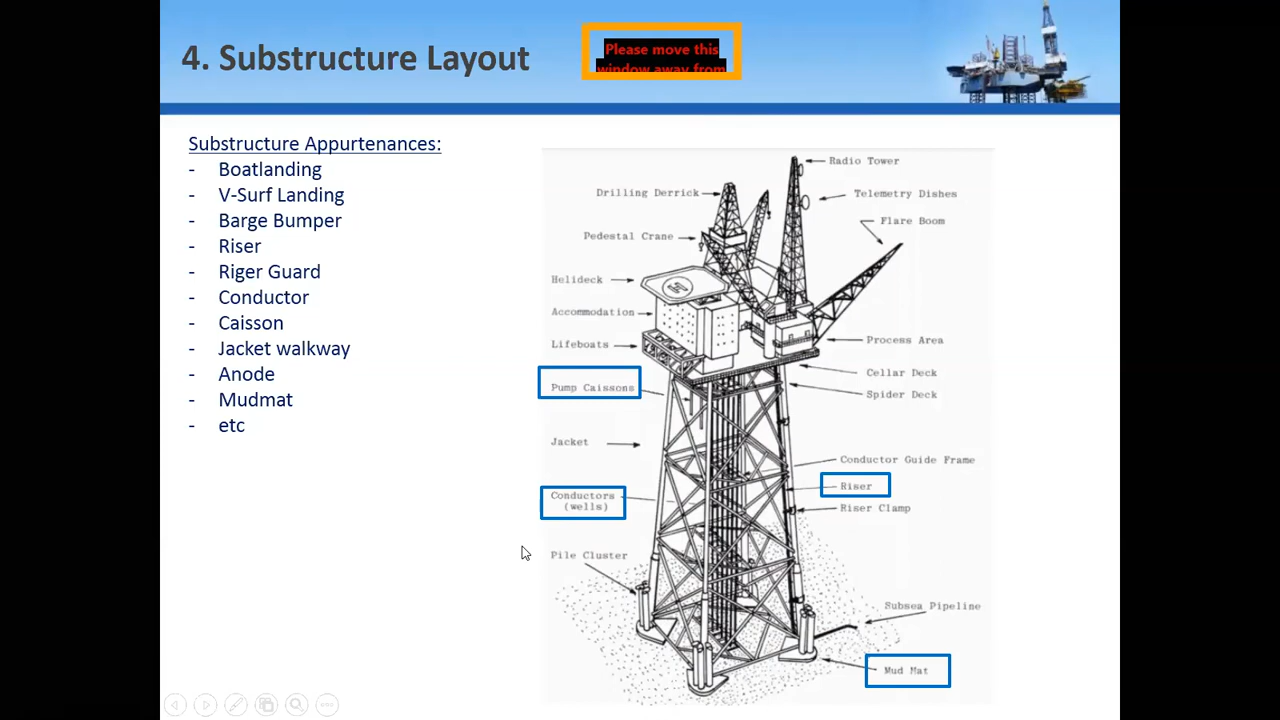 4. Substructure Layout
Please move this
window away from
Substructure Appurtenances:
- Boatlanding
- V-Surf Landing
- Barge Bumper
- Riser
- Riger Guard
- Conductor
- Caisson
- Jacket walkway
- Anode
- Mudmat
- etc
Radio Tower
Drilling Derrick
Telemetry Dishes
Flare Boom
Pedestal Crane
Helideck
H
Accommodation
Lifeboats
Process Area
Cellar Deck
Pump Caissons
Spider Deck
Jacket
Conductor Guide Frame
Riser
Conductors
(wells)
Riser Clamp
Pile Cluster
Subsea Pipeline
Mud Mat